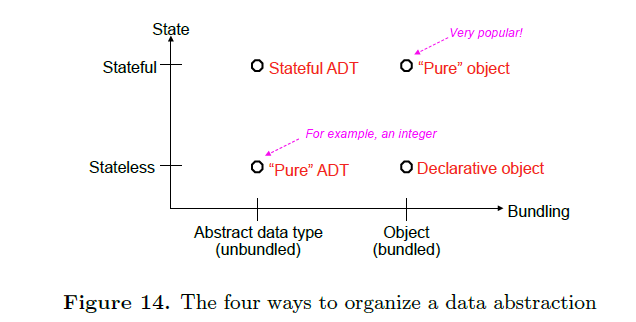 State
Very popular!
Stateful
Stateful ADT
“Pure” object
For example, an integer
Stateless
“Pure” ADT
Declarative object
Bundling
Abstract data type
(unbundled)
Object
(bundled)
Figure 14. The four ways to organize a data abstraction